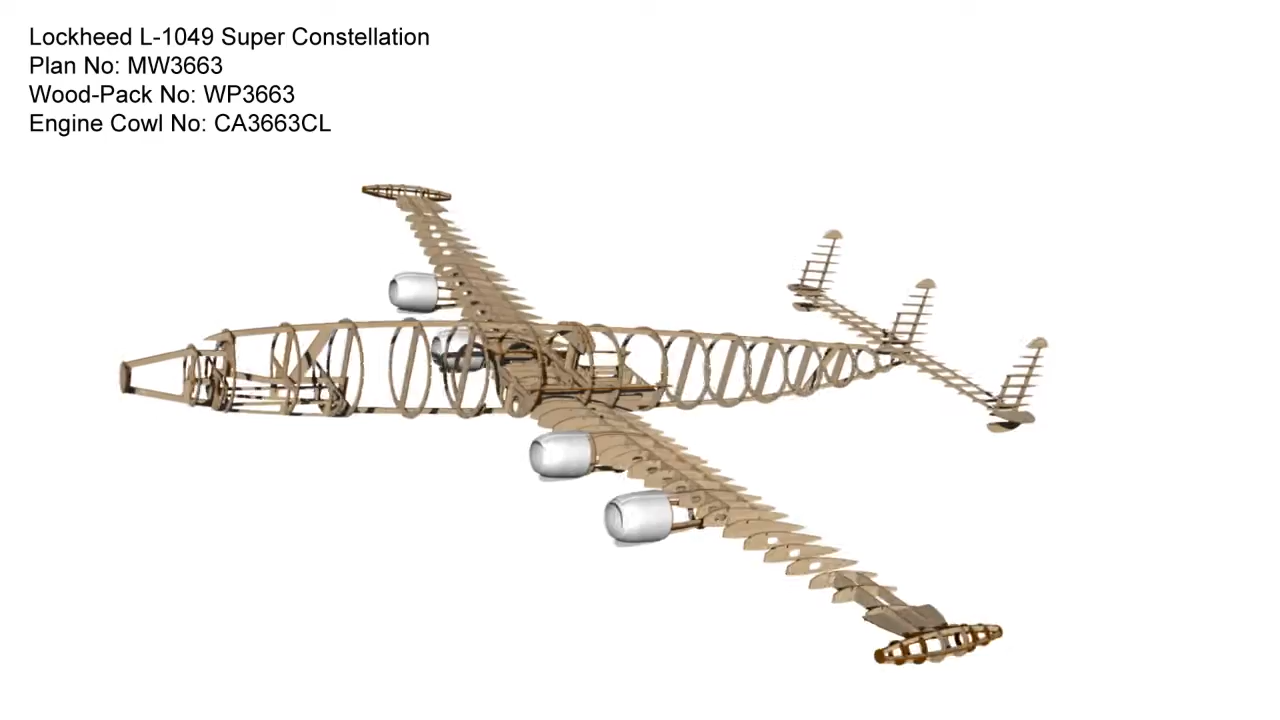 Lockheed L-1049 Super Constellation
Plan No: MW3663
Wood-Pack No: WP3663
Engine Cowl No: CA3663CL